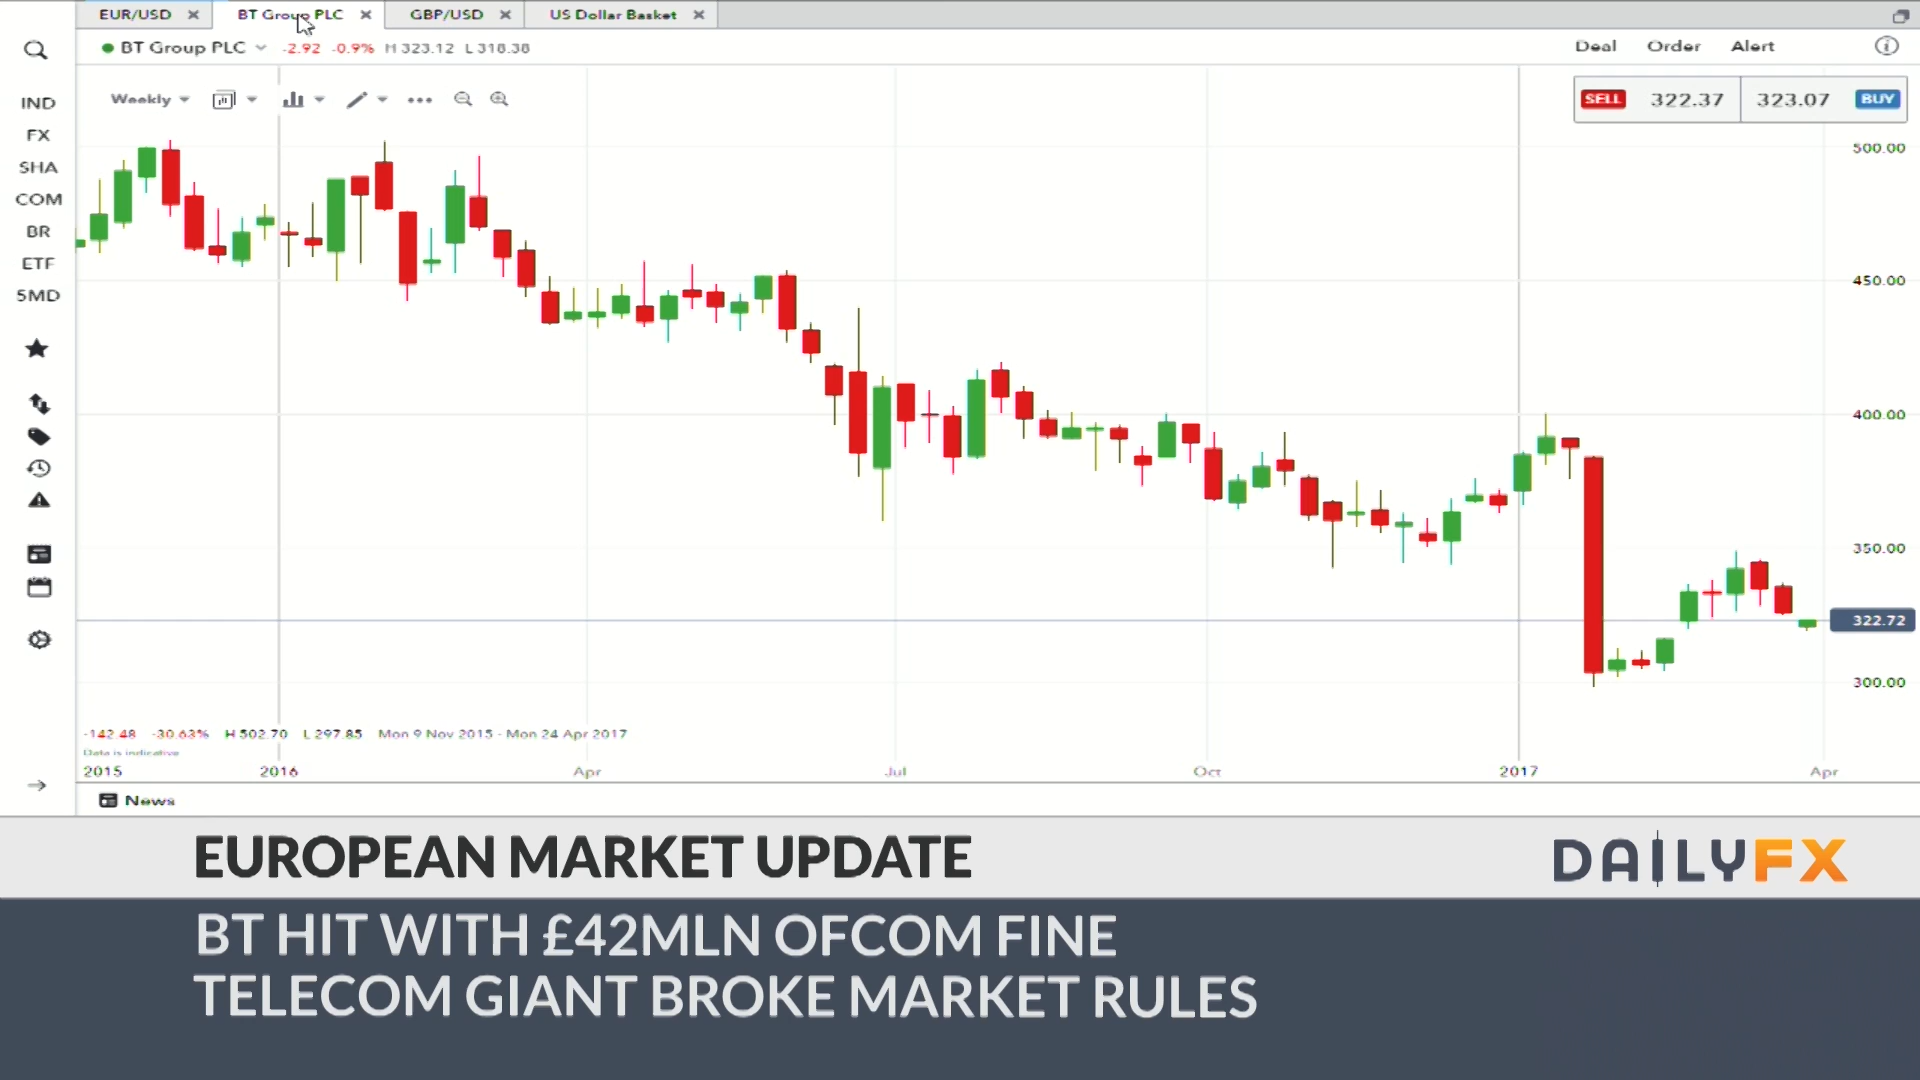 EUR/USD BT Group PLC GBP/USD US Dollar Basket
BT Group PLC -2.92 -0.9% H 323.12 L 318.38 Deal Order Alert
Weekly SELL 322.37 323.07 BUY
IND
FX
SHA
COM
BR
ETF
5MD
500.00
450.00
400.00
350.00
322.72
300.00
-142.48 -30.63% H 502.70 L 297.85 Mon 9 Nov 2015 - Mon 24 Apr 2017
Data is indicative
2015 2016 Apr Jul Oct 2017 Apr
News
EUROPEAN MARKET UPDATE
DAILYFX
BT HIT WITH £42MLN OFCOM FINE
TELECOM GIANT BROKE MARKET RULES